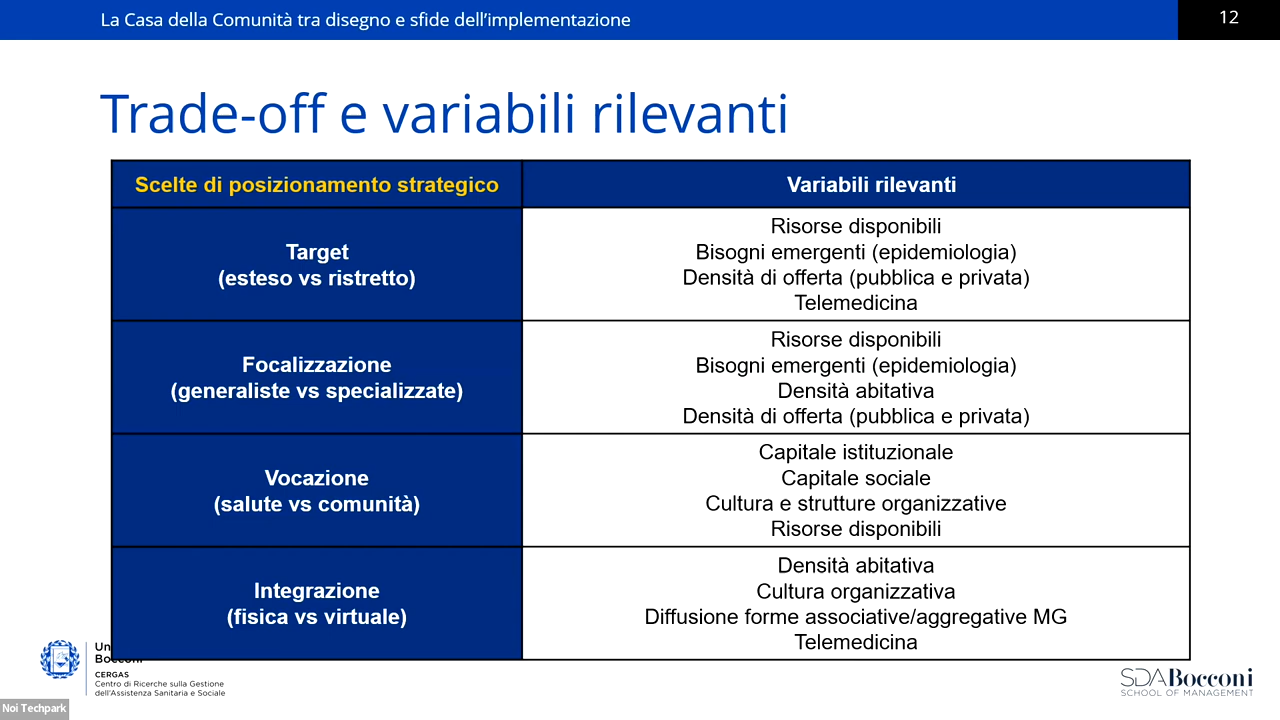 La Casa della Comunità tra disegno e sfide dell'implementazione
12
Trade-off e variabili rilevanti
Scelte di posizionamento strategico
Variabili rilevanti
Target
(esteso vs ristretto)
Risorse disponibili
Bisogni emergenti (epidemiologia)
Densità di offerta (pubblica e privata)
Telemedicina
Focalizzazione
(generaliste vs specializzate)
Risorse disponibili
Bisogni emergenti (epidemiologia)
Densità abitativa
Densità di offerta (pubblica e privata)
Vocazione
(salute vs comunità)
Capitale istituzionale
Capitale sociale
Cultura e strutture organizzative
Risorse disponibili
Integrazione
(fisica vs virtuale)
Densità abitativa
Cultura organizzativa
Diffusione forme associative/aggregative MG
Telemedicina
Bocconi
CERGAS
Centro di Ricerche sulla Gestione
dell'Assistenza Sanitaria e Sociale
SDA Bocconi
SCHOOL OF MANAGEMENT
Noi Techpark